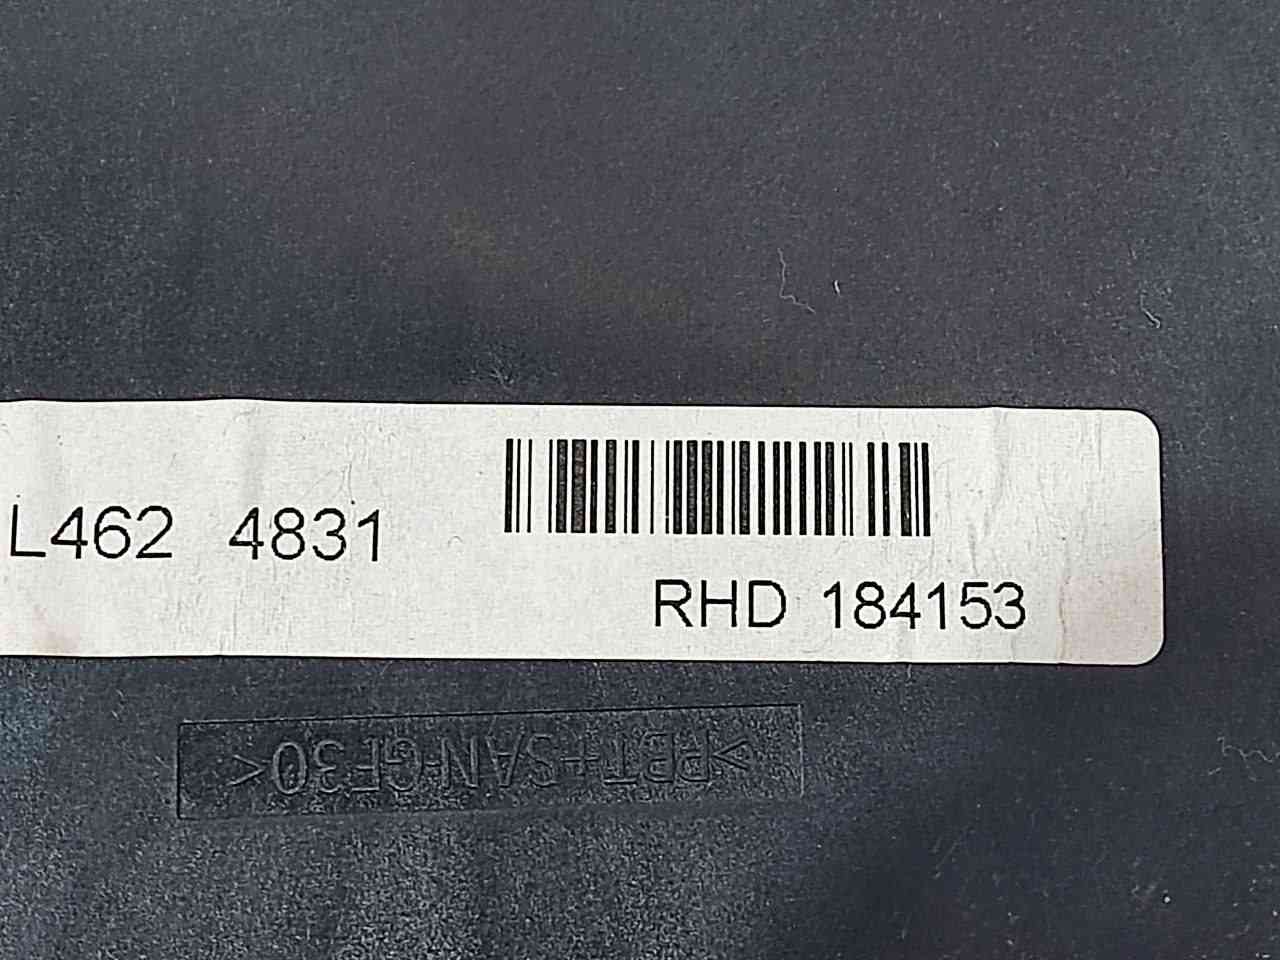 L462 4831
RHD 184153
>PBT+SAN-GF30<